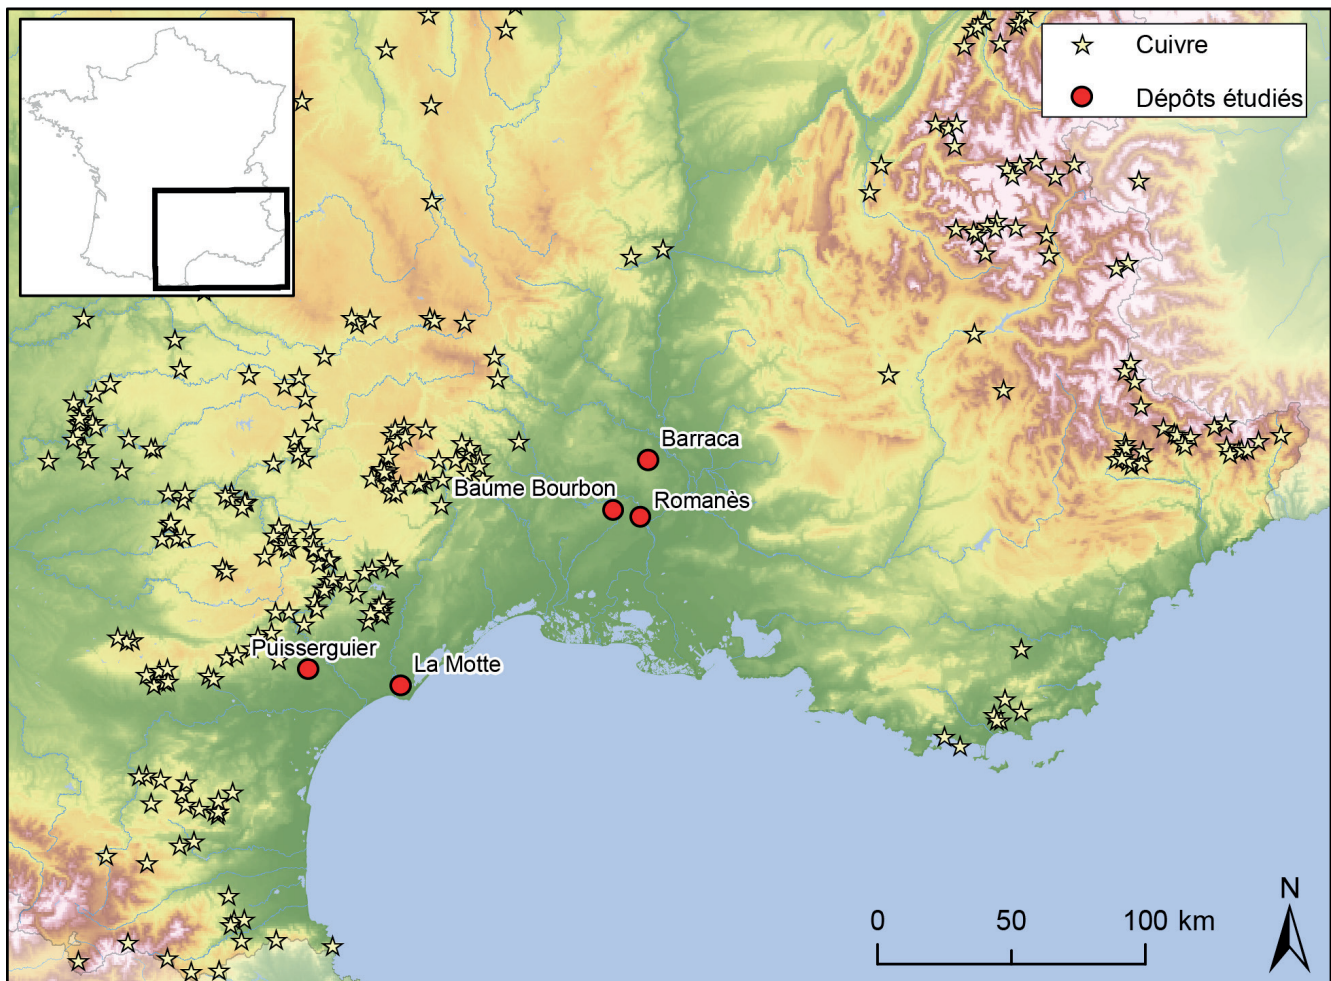 Cuivre
Dépôts étudiés
Barraca
Baume Bourbon
Romanès
Puisserguier
La Motte
N
0 50 100 km